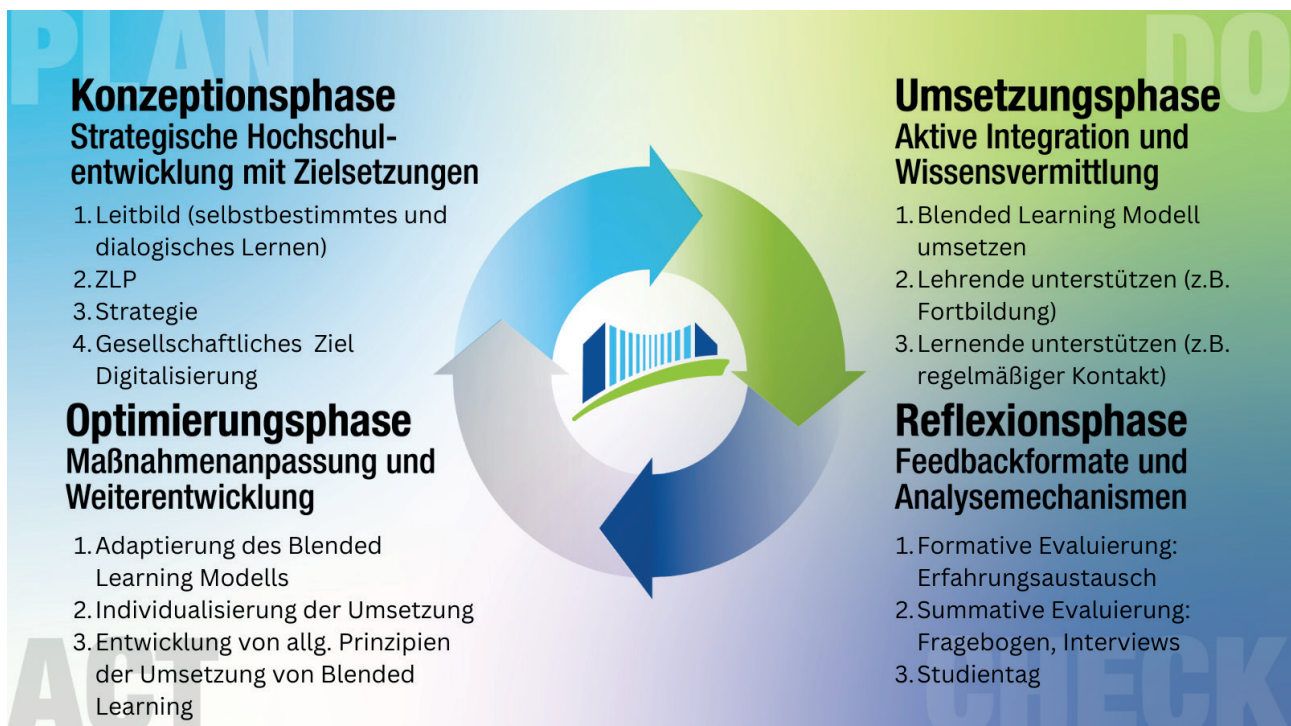 PLAN
Konzeptionsphase
Strategische Hochschul-
entwicklung mit Zielsetzungen
1. Leitbild (selbstbestimmtes und
dialogisches Lernen)
2. ZLP
3. Strategie
4. Gesellschaftliches Ziel
Digitalisierung
DO
Umsetzungsphase
Aktive Integration und
Wissensvermittlung
1. Blended Learning Modell
umsetzen
2. Lehrende unterstützen (z.B.
Fortbildung)
3. Lernende unterstützen (z.B.
regelmäßiger Kontakt)
Optimierungsphase
Maßnahmenanpassung und
Weiterentwicklung
1. Adaptierung des Blended
Learning Modells
2. Individualisierung der Umsetzung
3. Entwicklung von allg. Prinzipien
der Umsetzung von Blended
Learning
ACT
Reflexionsphase
Feedbackformate und
Analysemechanismen
1. Formative Evaluierung:
Erfahrungsaustausch
2. Summative Evaluierung:
Fragebogen, Interviews
3. Studientag
CHECK